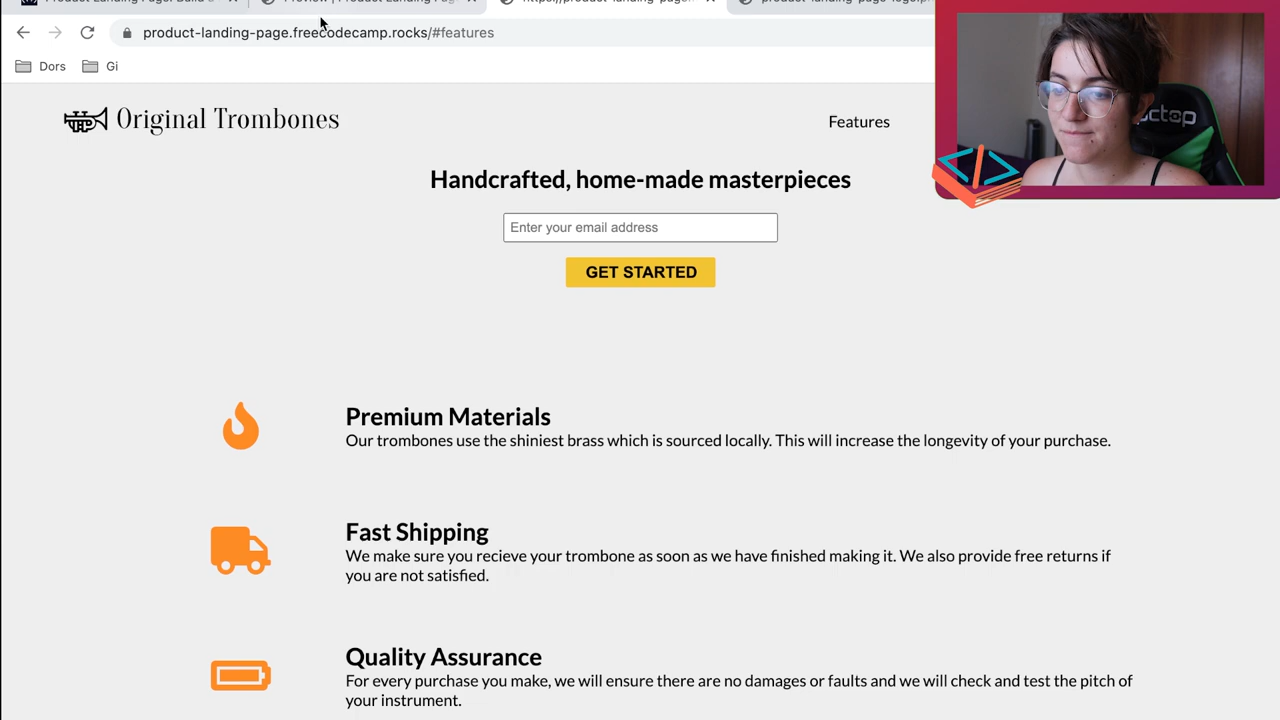 product-landing-page.freecodecamp.rocks/#features
Dors Gi
Original Trombones
Features
Handcrafted, home-made masterpieces
Enter your email address
GET STARTED
Premium Materials
Our trombones use the shiniest brass which is sourced locally. This will increase the longevity of your purchase.
Fast Shipping
We make sure you recieve your trombone as soon as we have finished making it. We also provide free returns if
you are not satisfied.
Quality Assurance
For every purchase you make, we will ensure there are no damages or faults and we will check and test the pitch of
your instrument.